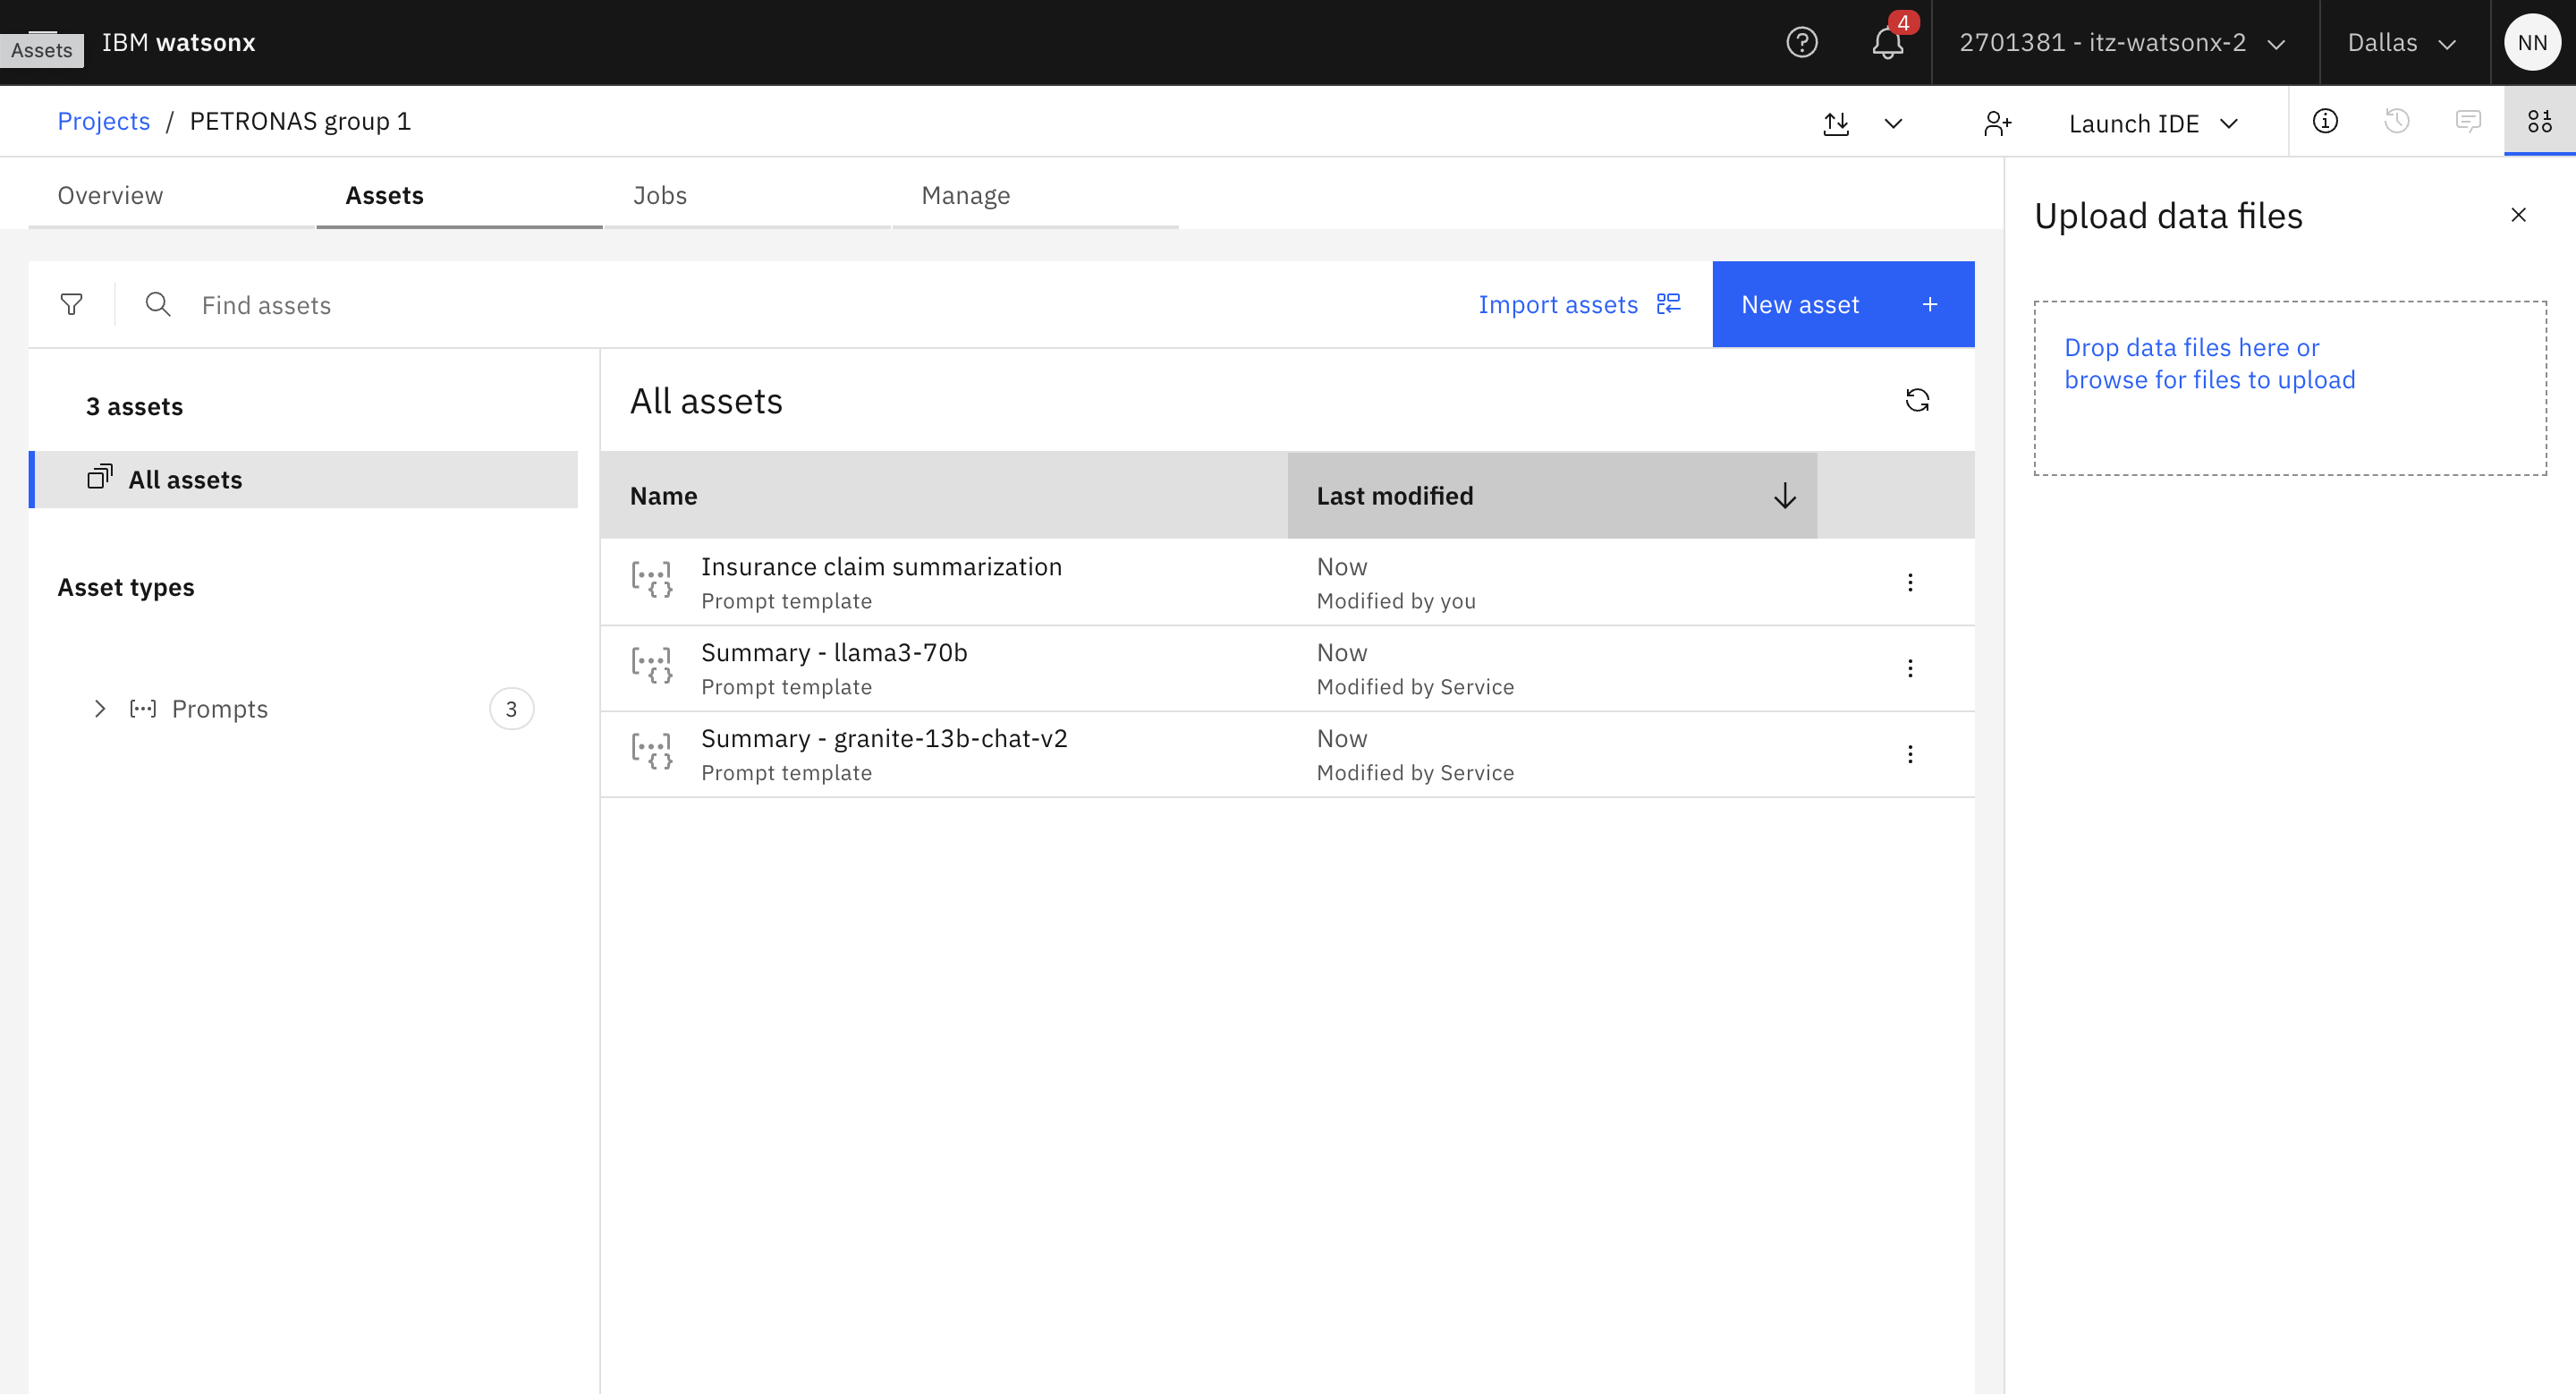 Assets
IBM watsonx
4
2701381 - itz-watsonx-2
Dallas
NN
Projects / PETRONAS group 1
Launch IDE
Overview
Assets
Jobs
Manage
Find assets
Import assets
New asset
3 assets
All assets
Asset types
Prompts
3
All assets
Name
Last modified
Insurance claim summarization
Prompt template
Now
Modified by you
Summary - llama3-70b
Prompt template
Now
Modified by Service
Summary - granite-13b-chat-v2
Prompt template
Now
Modified by Service
Upload data files
Drop data files here or
browse for files to upload